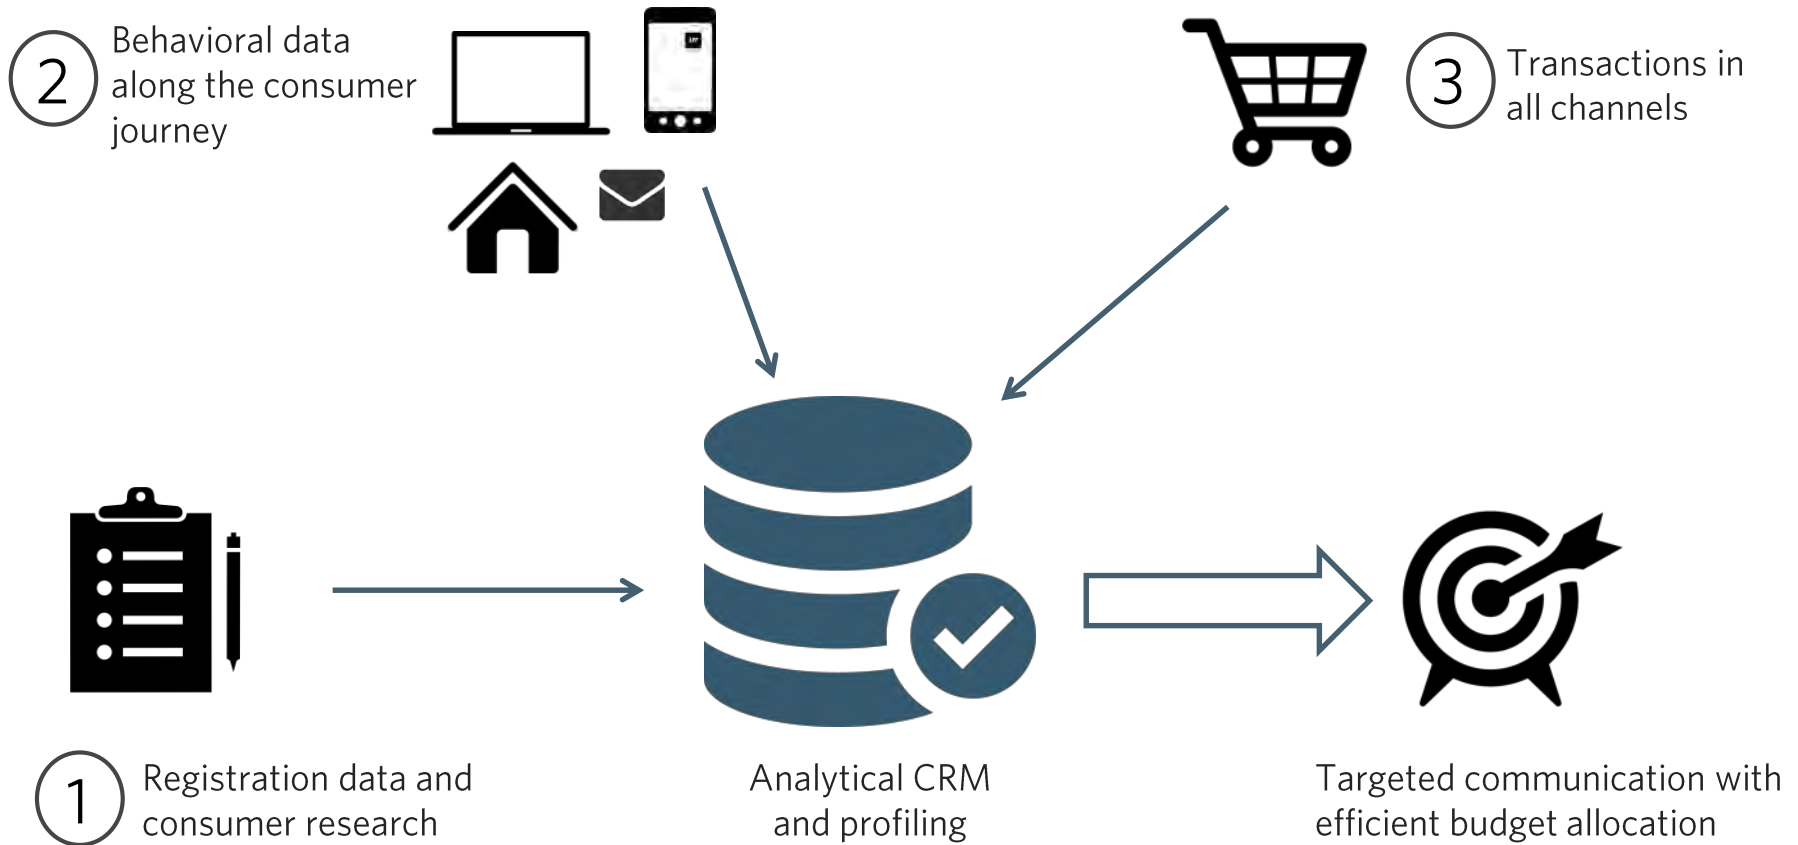 2
Behavioral data
along the consumer
journey
3
Transactions in
all channels
1
Registration data and
consumer research
Analytical CRM
and profiling
Targeted communication with
efficient budget allocation